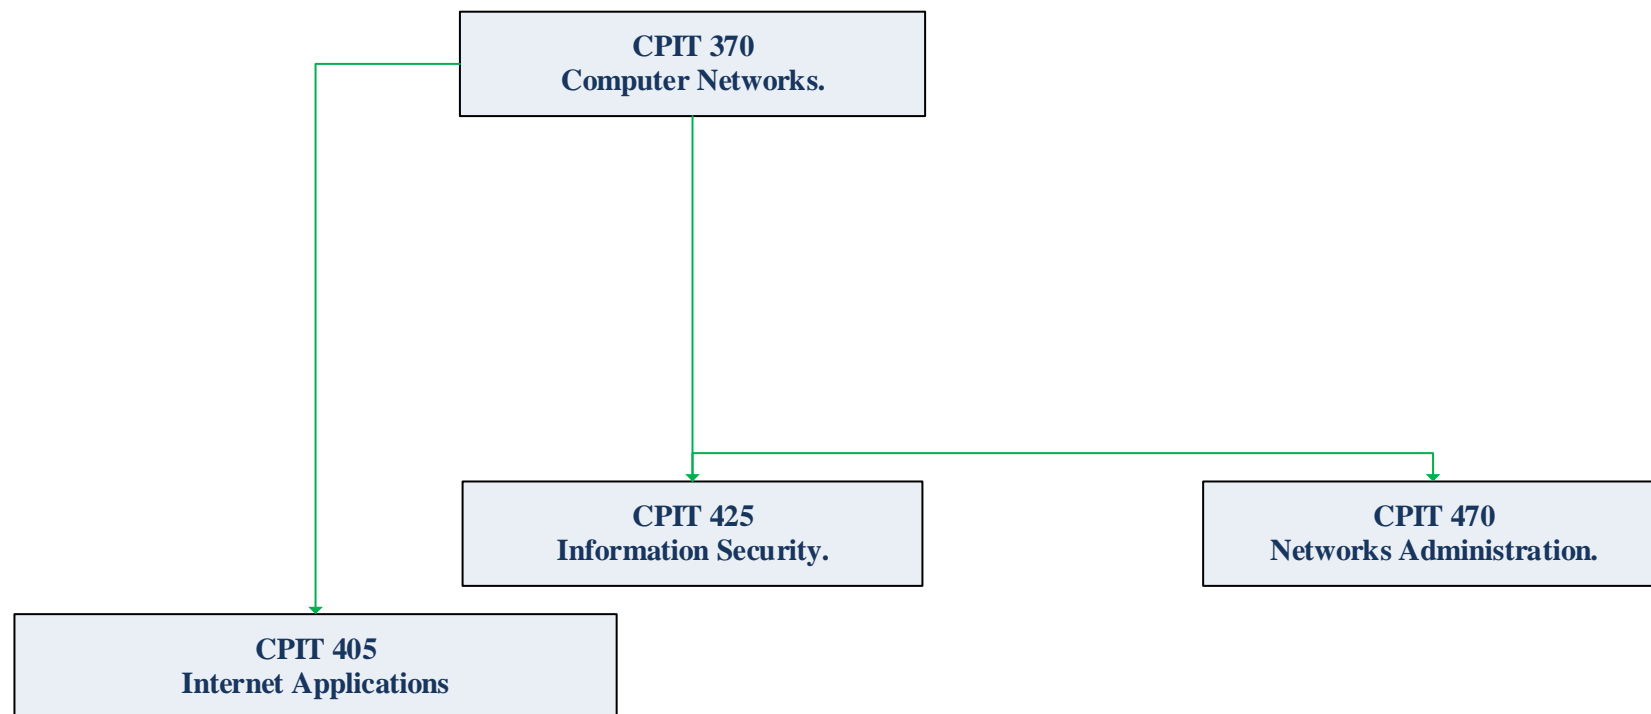 CPIT 370
Computer Networks.
CPIT 425
Information Security.
CPIT 470
Networks Administration.
CPIT 405
Internet Applications